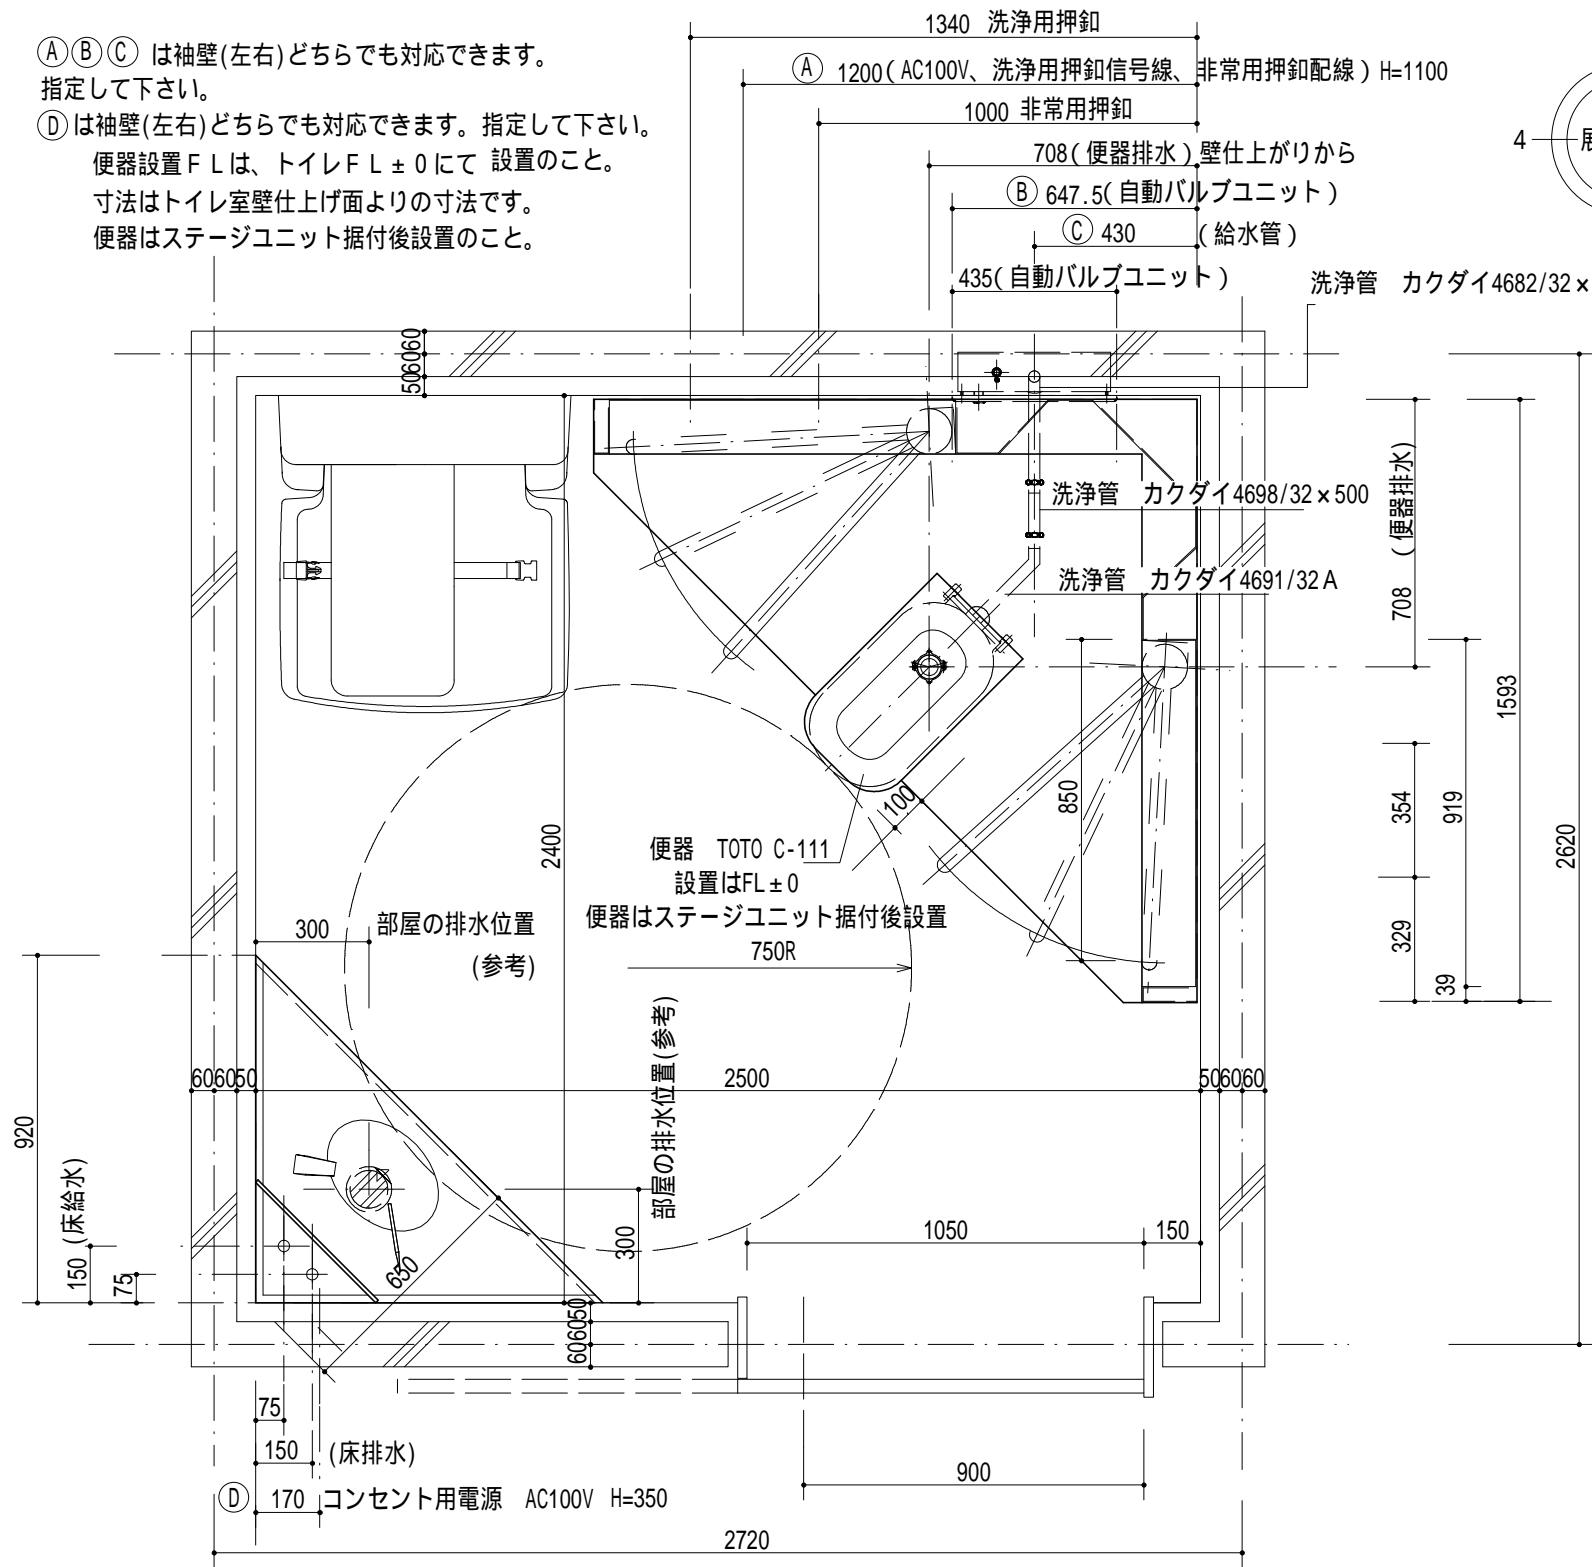 ⒶⒷⒸ は袖壁(左右)どちらでも対応できます。
指定して下さい。
Ⓓは袖壁(左右)どちらでも対応できます。指定して下さい。
便器設置ＦＬは、トイレＦＬ±０にて 設置のこと。
寸法はトイレ室壁仕上げ面よりの寸法です。
便器はステージユニット据付後設置のこと。
1340 洗浄用押釦
Ⓐ 1200(AC100V、洗浄用押釦信号線、非常用押釦配線)H=1100
1000 非常用押釦
708(便器排水)壁仕上がりから
Ⓑ 647.5(自動バルブユニット)
Ⓒ 430 (給水管)
435(自動バルブユニット)
洗浄管 カクダイ4682/32×
4
展
506060
洗浄管 カクダイ4698/32×500
洗浄管 カクダイ4691/32A
708 (便器排水)
1593
919
354
329
39
2620
850
100
2400
便器 TOTO C-111
設置はFL±0
便器はステージユニット据付後設置
750R
300
部屋の排水位置
(参考)
部屋の排水位置(参考)
300
606050
2500
506060
920
150 (床給水)
75
650
1050
150
606050
75
150 (床排水)
Ⓓ 170 コンセント用電源 AC100V H=350
900
2720